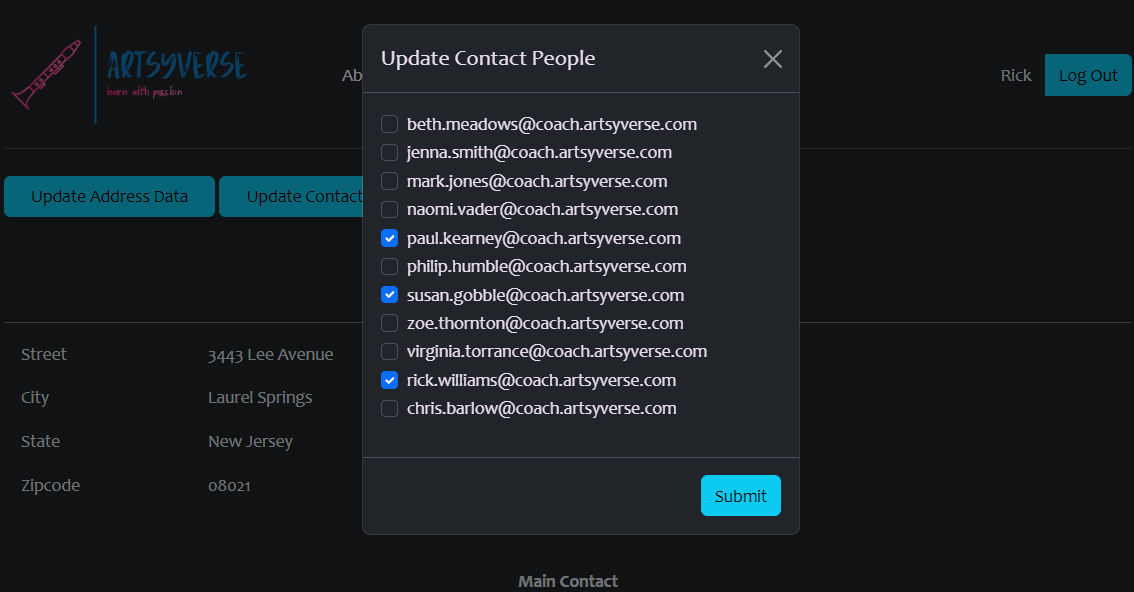 ARTSYVERSE
learn with passion
Ab
Rick
Log Out
Update Address Data
Update Contact
Update Contact People
beth.meadows@coach.artsyverse.com
jenna.smith@coach.artsyverse.com
mark.jones@coach.artsyverse.com
naomi.vader@coach.artsyverse.com
paul.kearney@coach.artsyverse.com
philip.humble@coach.artsyverse.com
susan.gobble@coach.artsyverse.com
zoe.thornton@coach.artsyverse.com
virginia.torrance@coach.artsyverse.com
rick.williams@coach.artsyverse.com
chris.barlow@coach.artsyverse.com
Submit
Street 3443 Lee Avenue
City Laurel Springs
State New Jersey
Zipcode 08021
Main Contact